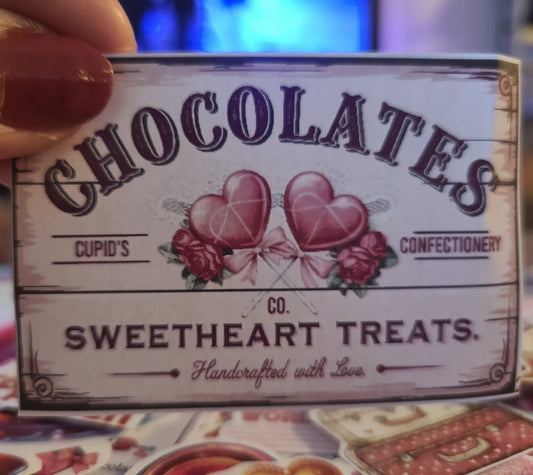 CHOCOLATES
CUPID'S
CONFECTIONERY
CO.
SWEETHEART TREATS.
Handcrafted with Love.